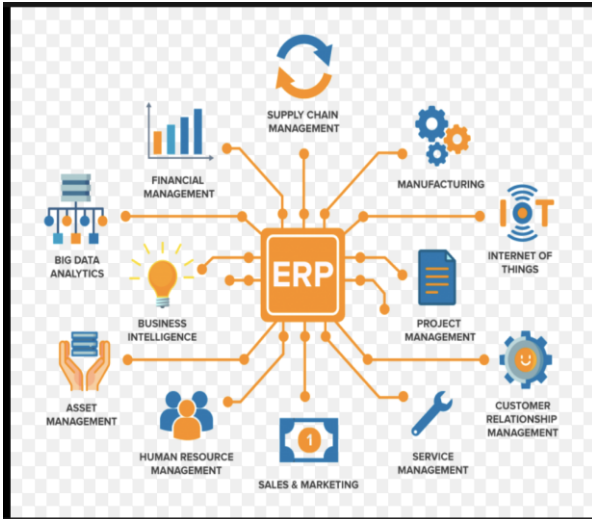 SUPPLY CHAIN
MANAGEMENT
FINANCIAL
MANAGEMENT
MANUFACTURING
IOT
BIG DATA
ANALYTICS
INTERNET OF
THINGS
ERP
BUSINESS
INTELLIGENCE
PROJECT
MANAGEMENT
ASSET
MANAGEMENT
CUSTOMER
RELATIONSHIP
MANAGEMENT
HUMAN RESOURCE
MANAGEMENT
1
SERVICE
MANAGEMENT
SALES & MARKETING